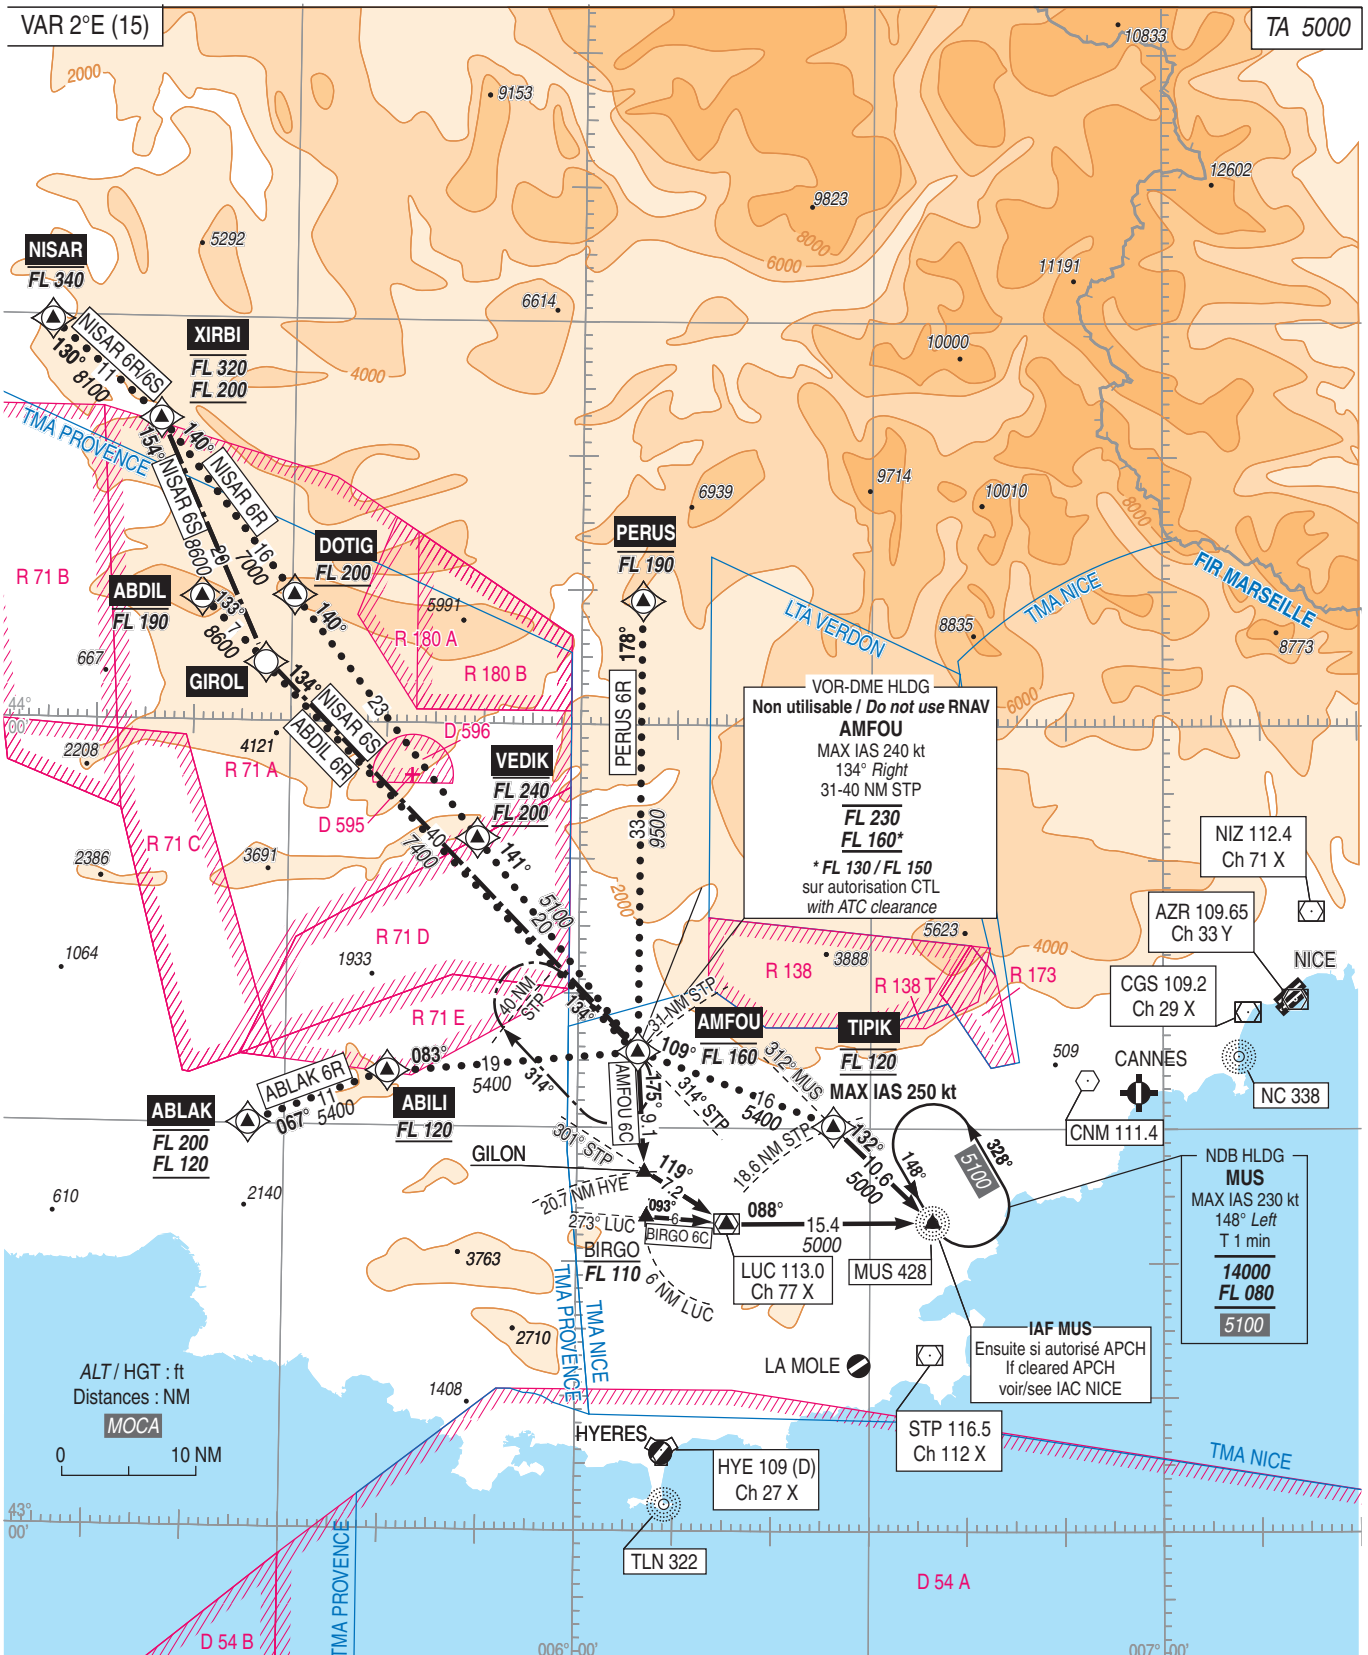 VAR 2°E (15)
TA 5000
10833
2000
9153
12602
9823
5292
8000
6000
NISAR
FL 340
11191
6614
XIRBI
FL 320
FL 200
NISAR 6R/6S
130°
11
8100
10000
4000
TMA PROVENCE
154°
NISAR 6S
20
8600
140°
NISAR 6R
16
7000
6939
9714
10010
8000
DOTIG
FL 200
PERUS
FL 190
FIR MARSEILLE
R 71 B
ABDIL
FL 190
133°
7
8600
140°
5991
R 180 A
R 180 B
178°
LTA VERDON
TMA NICE
8835
8773
667
GIROL
134°
NISAR 6S
ABDIL 6R
23
PERUS 6R
6000
44°
00'
2208
4121
R 71 A
D 596
VOR-DME HLDG
Non utilisable / Do not use RNAV
AMFOU
MAX IAS 240 kt
134° Right
31-40 NM STP
FL 230
FL 160*
* FL 130 / FL 150
sur autorisation CTL
with ATC clearance
VEDIK
FL 240
FL 200
D 595
R 71 C
40
7400
33
9500
2386
3691
141°
NIZ 112.4
Ch 71 X
2000
5100
20
AZR 109.65
Ch 33 Y
1064
1933
R 71 D
5623
4000
3888
R 138
R 138 T
R 173
NICE
CGS 109.2
Ch 29 X
40 NM
STP
134°
31 NM STP
R 71 E
AMFOU
FL 160
TIPIK
FL 120
MAX IAS 250 kt
083°
19
5400
314°
109°
16
5400
312° MUS
509
CANNES
ABLAK 6R
11
067°
5400
ABILI
FL 120
ABLAK
FL 200
FL 120
AMFOU 6C
175°
9.1
314° STP
NC 338
CNM 111.4
301° STP
18.6 NM STP
132°
10.6
5000
148°
328°
5100
GILON
119°
7.2
NDB HLDG
MUS
MAX IAS 230 kt
148° Left
T 1 min
14000
FL 080
5100
20.7 NM HYE
610
2140
093°
6
088°
15.4
5000
273° LUC
BIRGO 6C
BIRGO
FL 110
3763
LUC 113.0
Ch 77 X
MUS 428
6 NM LUC
TMA PROVENCE
TMA NICE
2710
IAF MUS
Ensuite si autorisé APCH
If cleared APCH
voir/see IAC NICE
ALT / HGT : ft
Distances : NM
MOCA
0
10 NM
1408
LA MOLE
STP 116.5
Ch 112 X
HYERES
HYE 109 (D)
Ch 27 X
TMA NICE
43°
00'
TMA PROVENCE
TLN 322
D 54 A
D 54 B
006° 00'
007° 00'